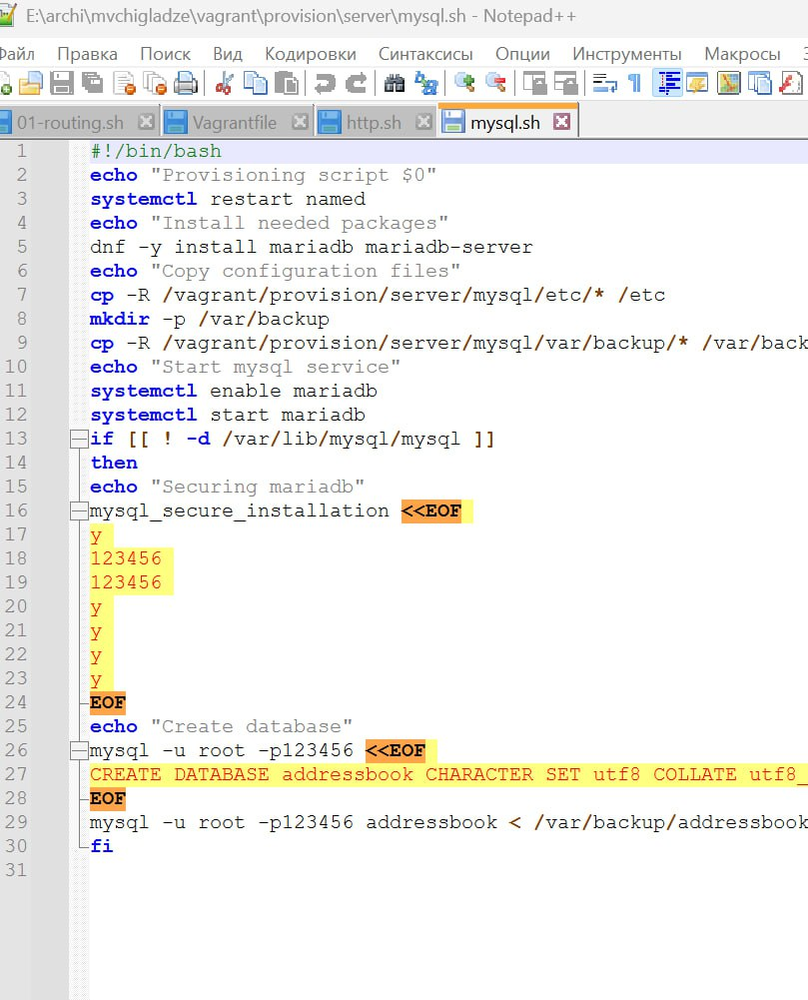 E:\archi\mvchigladze\vagrant\provision\server\mysql.sh - Notepad++
Файл Правка Поиск Вид Кодировки Синтаксисы Опции Инструменты Макросы
01-routing.sh Vagrantfile http.sh mysql.sh
1 #!/bin/bash
2 echo "Provisioning script $0"
3 systemctl restart named
4 echo "Install needed packages"
5 dnf -y install mariadb mariadb-server
6 echo "Copy configuration files"
7 cp -R /vagrant/provision/server/mysql/etc/* /etc
8 mkdir -p /var/backup
9 cp -R /vagrant/provision/server/mysql/var/backup/* /var/back
10 echo "Start mysql service"
11 systemctl enable mariadb
12 systemctl start mariadb
13 if [[ ! -d /var/lib/mysql/mysql ]]
14 then
15 echo "Securing mariadb"
16 mysql_secure_installation <<EOF
17 y
18 123456
19 123456
20 y
21 y
22 y
23 y
24 EOF
25 echo "Create database"
26 mysql -u root -p123456 <<EOF
27 CREATE DATABASE addressbook CHARACTER SET utf8 COLLATE utf8_
28 EOF
29 mysql -u root -p123456 addressbook < /var/backup/addressbook
30 fi
31